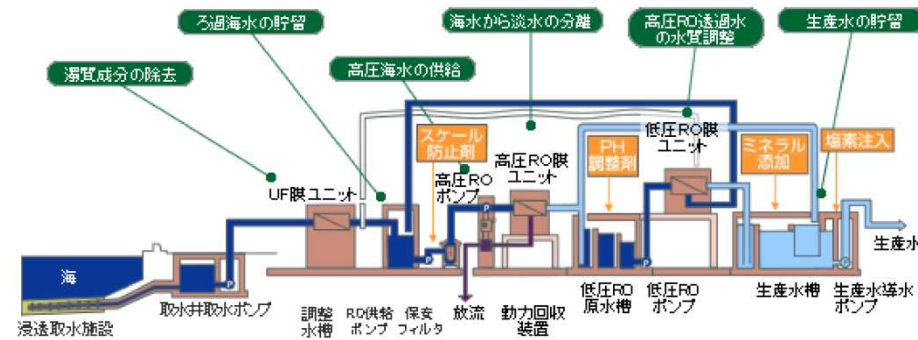 海水から淡水の分離
高圧RO透過水
の水質調整
生産水の貯留
ろ過海水の貯留
高圧海水の供給
濁質成分の除去
スケール
防止剤
高圧RO
ポンプ
高圧RO膜
ユニット
PH
調整剤
低圧RO膜
ユニット
ミネラル
添加
塩素注入
UF膜ユニット
P
P
P
P
P
P
生産水
海
浸透取水施設
取水井取水ポンプ
調整
水槽
RO供給
ポンプ
保安
フィルタ
放流
動力回収
装置
低圧RO
原水槽
低圧RO
ポンプ
生産水槽
生産水導水
ポンプ